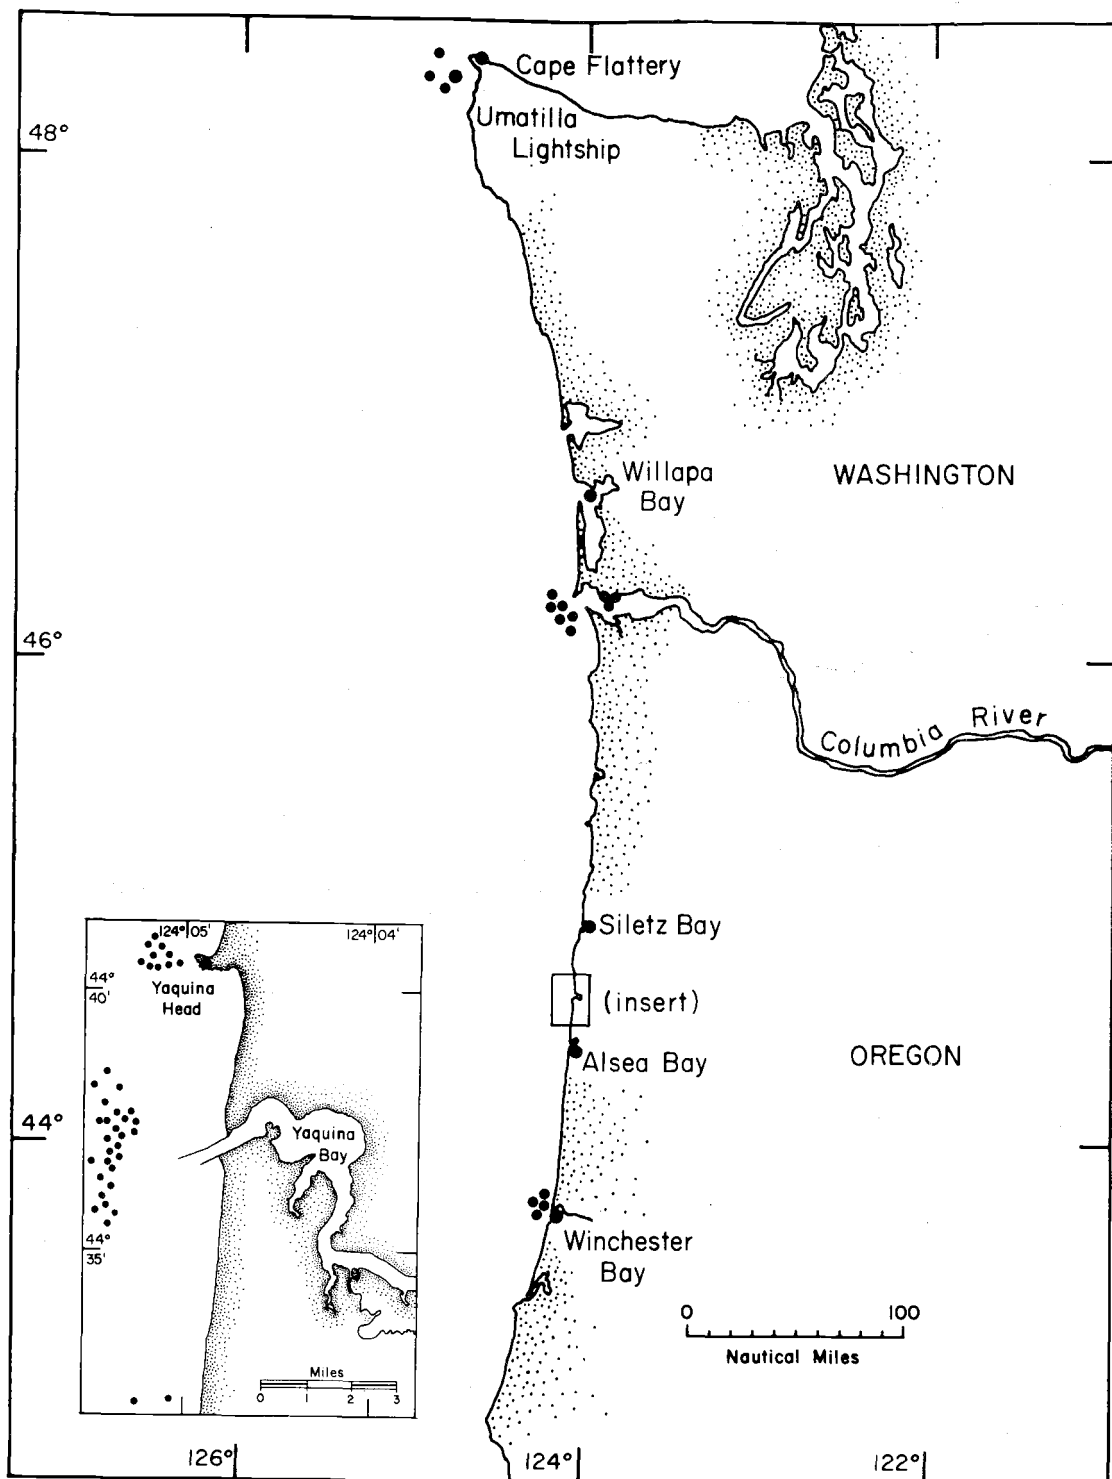 Cape Flattery
48°
Umatilla
Lightship
Willapa
Bay
WASHINGTON
46°
Columbia River
Siletz Bay
124° 05'
124° 04'
44°
40'
Yaquina
Head
(insert)
OREGON
Alsea Bay
44°
Yaquina
Bay
44°
35'
Winchester
Bay
0 100
Nautical Miles
Miles
0 1 2 3
126°
124°
122°